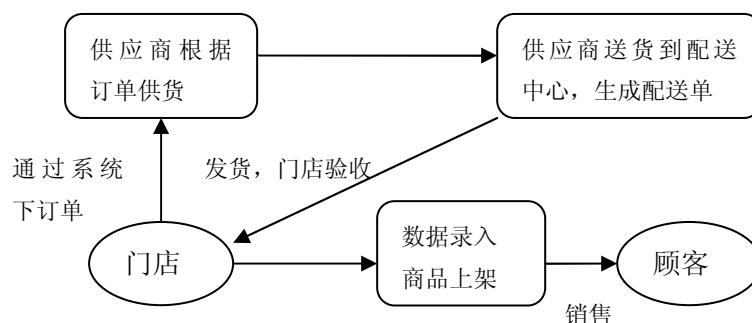 供应商根据
订单供货
供应商送货到配送
中心，生成配送单
通过系统
下订单
发货，门店验收
门店
数据录入
商品上架
顾客
销售